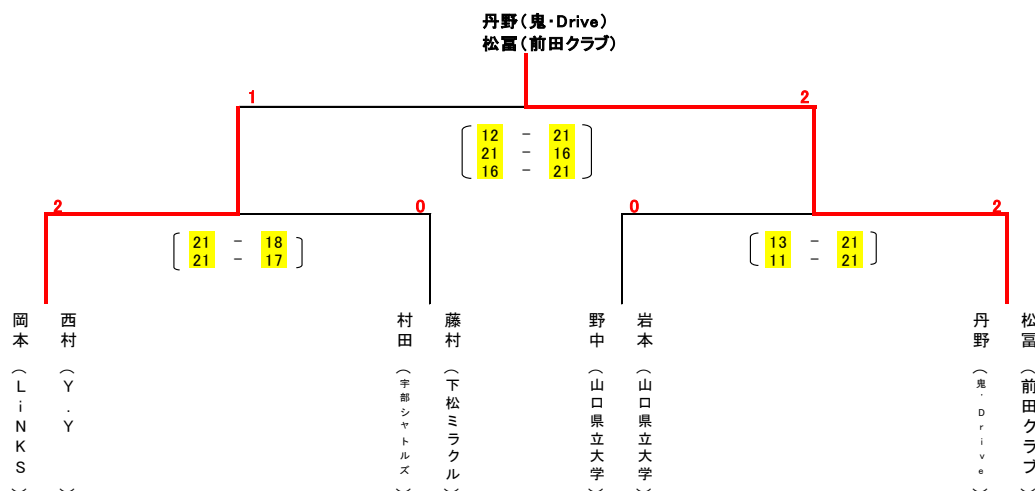 丹野(鬼・Drive)
松冨(前田クラブ)
1
2
12 - 21
21 - 16
16 - 21
2
0
0
2
21 - 18
21 - 17
13 - 21
11 - 21
岡本(LiNKS)
西村(Y.Y)
村田(宇部シャトルズ)
藤村(下松ミラクル)
野中(山口県立大学)
岩本(山口県立大学)
丹野(鬼・Drive)
松冨(前田クラブ)